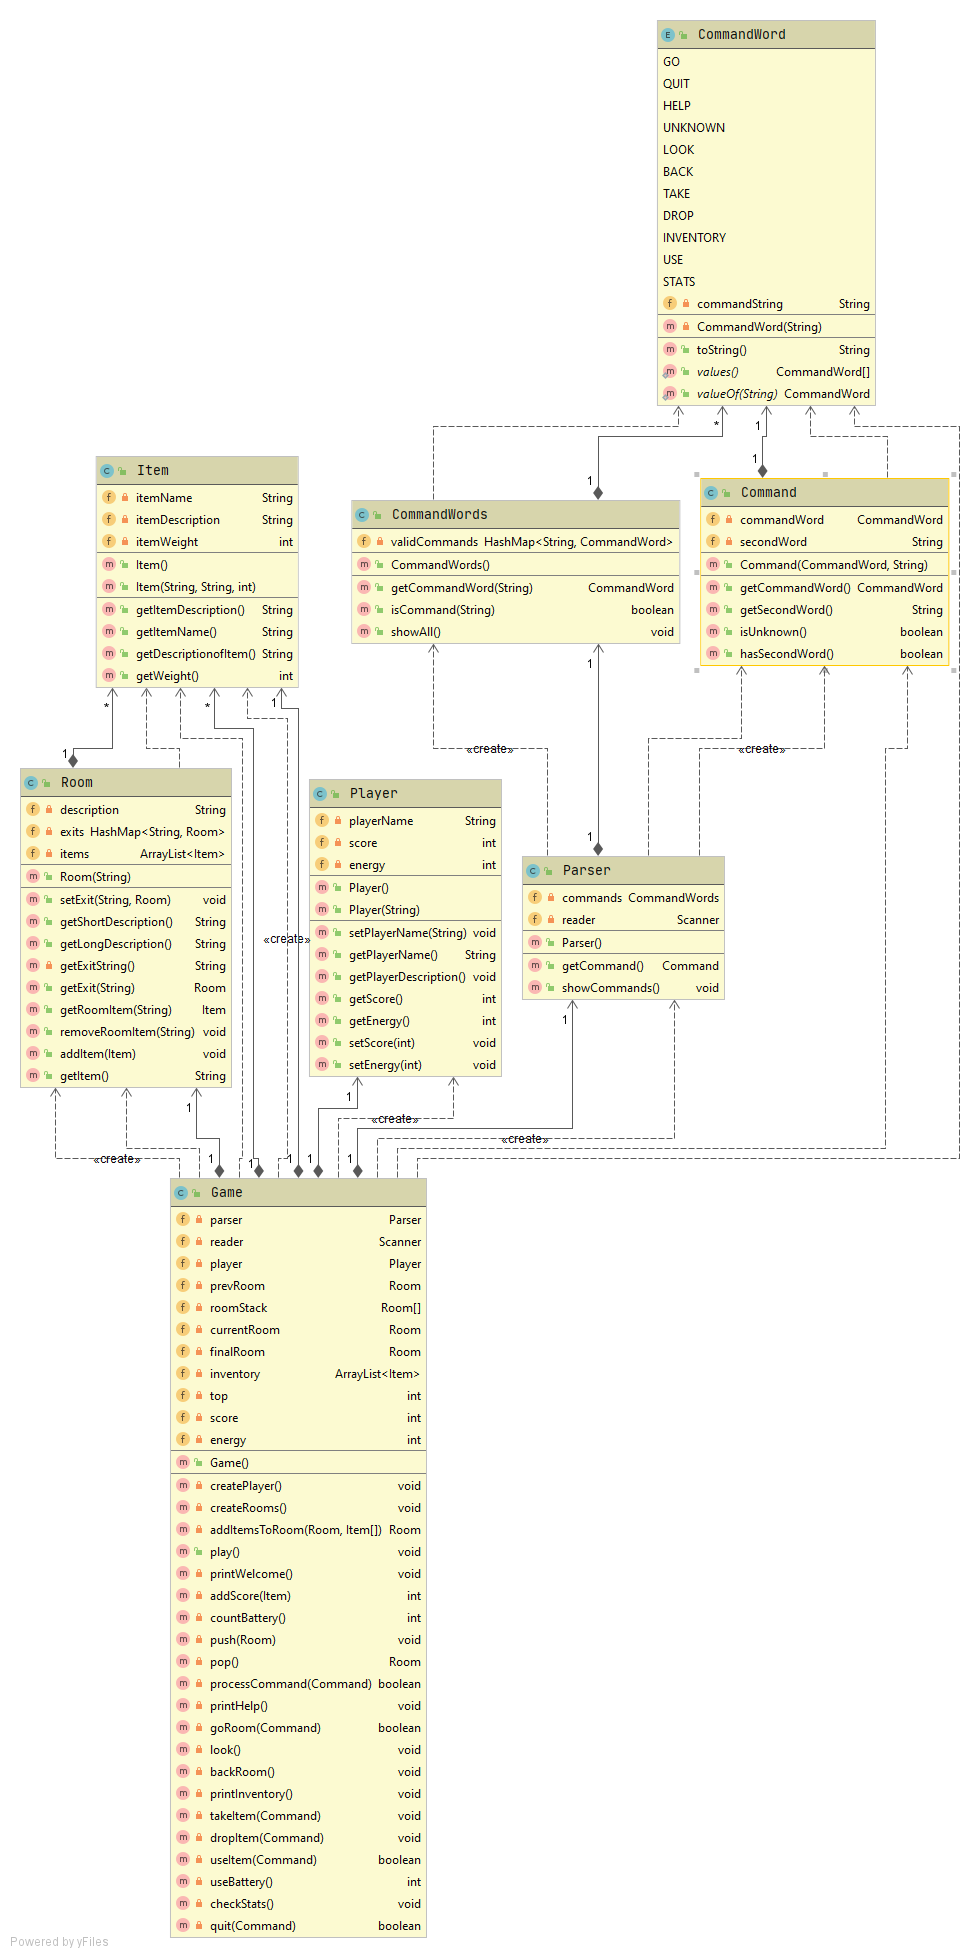 E CommandWord
GO
QUIT
HELP
UNKNOWN
LOOK
BACK
TAKE
DROP
INVENTORY
USE
STATS
f commandString String
m CommandWord(String)
m toString() String
m values() CommandWord[]
m valueOf(String) CommandWord
* 1
1 1
C Item
f itemName String
f itemDescription String
f itemWeight int
m Item()
m Item(String, String, int)
m getItemDescription() String
m getItemName() String
m getDescriptionofItem() String
m getWeight() int
C CommandWords
f validCommands HashMap<String, CommandWord>
m CommandWords()
m getCommandWord(String) CommandWord
m isCommand(String) boolean
m showAll() void
C Command
f commandWord CommandWord
f secondWord String
m Command(CommandWord, String)
m getCommandWord() CommandWord
m getSecondWord() String
m isUnknown() boolean
m hasSecondWord() boolean
* * 1 1
1 «create» «create»
C Room
f description String
f exits HashMap<String, Room>
f items ArrayList<Item>
m Room(String)
m setExit(String, Room) void
m getShortDescription() String
m getLongDescription() String
m getExitString() String
m getExit(String) Room
m getRoomItem(String) Item
m removeRoomItem(String) void
m addItem(Item) void
m getItem() String
«create»
C Player
f playerName String
f score int
f energy int
m Player()
m Player(String)
m setPlayerName(String) void
m getPlayerName() String
m getPlayerDescription() void
m getScore() int
m getEnergy() int
m setScore(int) void
m setEnergy(int) void
1
C Parser
f commands CommandWords
f reader Scanner
m Parser()
m getCommand() Command
m showCommands() void
1 1 1
«create»
«create»
«create» 1 1 1 1 1
C Game
f parser Parser
f reader Scanner
f player Player
f prevRoom Room
f roomStack Room[]
f currentRoom Room
f finalRoom Room
f inventory ArrayList<Item>
f top int
f score int
f energy int
m Game()
m createPlayer() void
m createRooms() void
m addItemsToRoom(Room, Item[]) Room
m play() void
m printWelcome() void
m addScore(Item) int
m countBattery() int
m push(Room) void
m pop() Room
m processCommand(Command) boolean
m printHelp() void
m goRoom(Command) boolean
m look() void
m backRoom() void
m printInventory() void
m takeItem(Command) void
m dropItem(Command) void
m useItem(Command) boolean
m useBattery() int
m checkStats() void
m quit(Command) boolean
Powered by yFiles